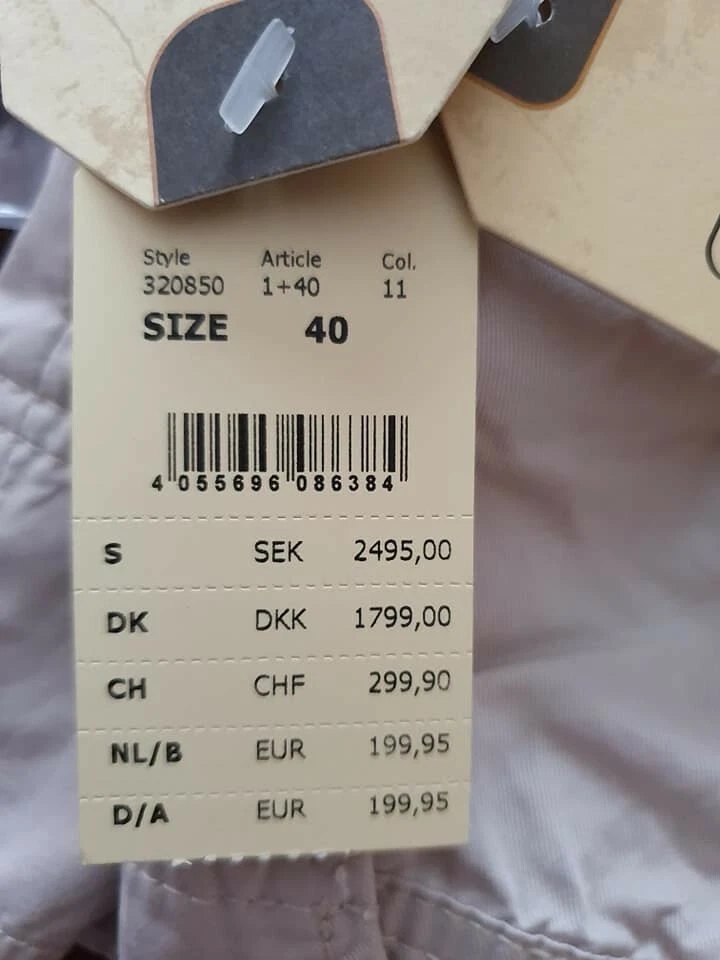 Style Article Col.
320850 1+40 11
SIZE 40
4 055696 086384
S SEK 2495,00
DK DKK 1799,00
CH CHF 299,90
NL/B EUR 199,95
D/A EUR 199,95